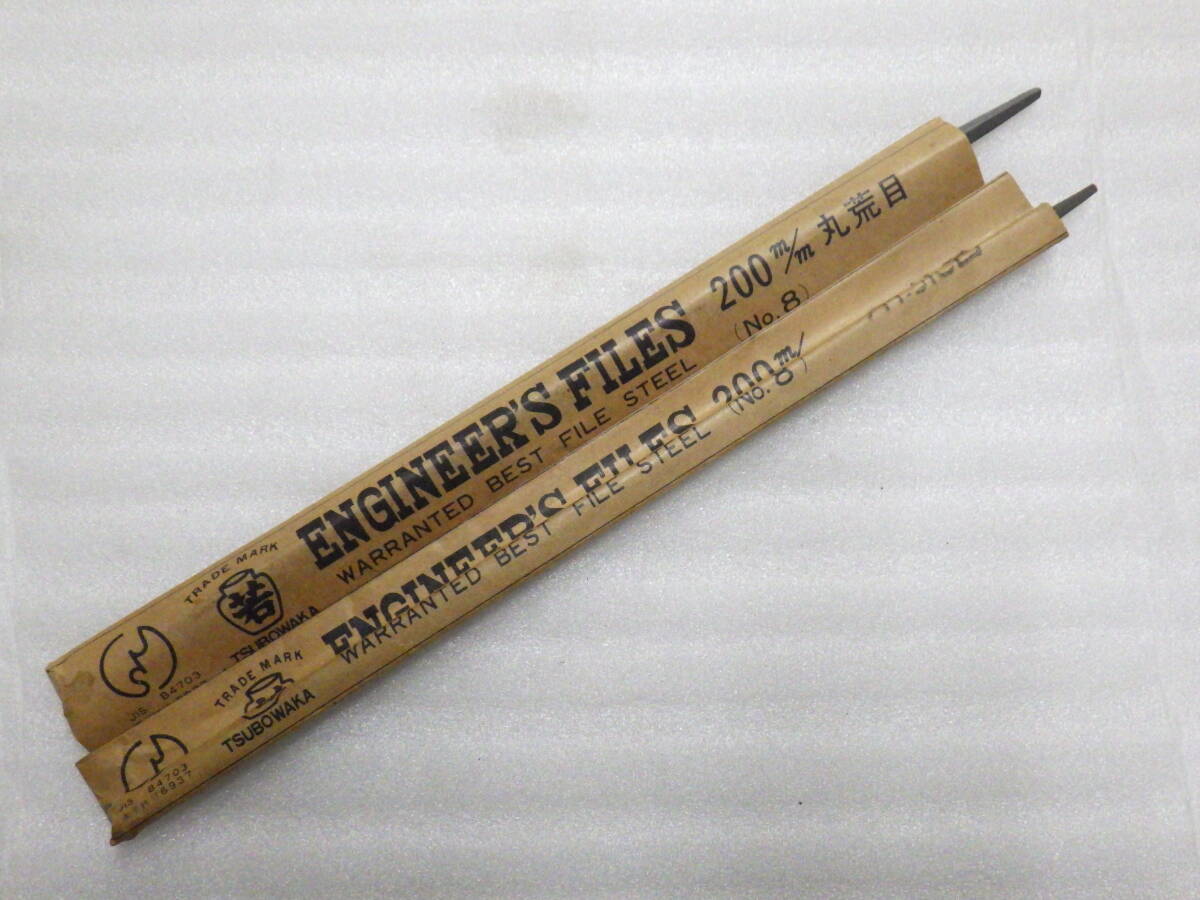 TRADE MARK
若
TSUBOWAKA
JIS B4703
ENGINEER'S FILES 200 m/m 丸荒目
WARRANTED BEST FILE STEEL (No.8)
TRADE MARK
TSUBOWAKA
JIS B4703
6937
ENGINEER'S FILES 200 m/
WARRANTED BEST FILE STEEL (No.8)